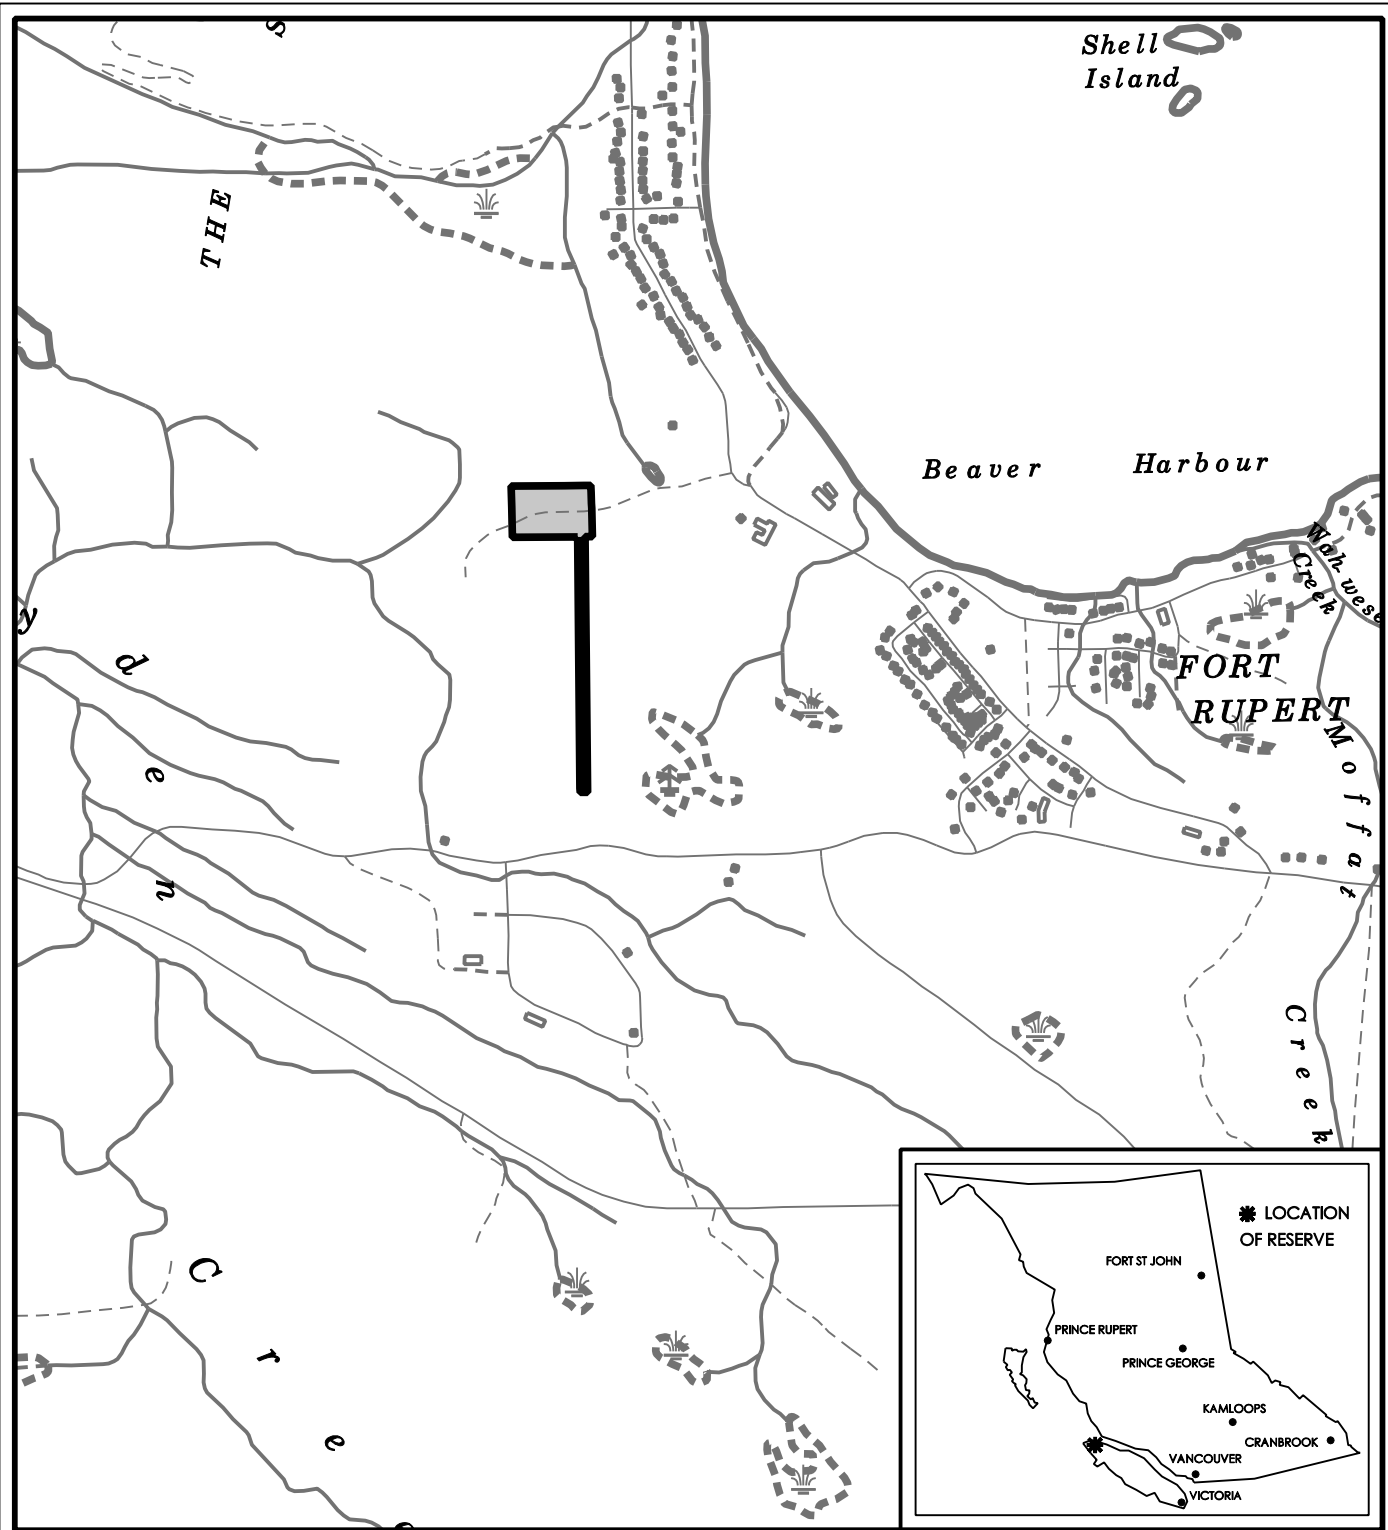 S
Shell
Island
THE
Beaver Harbour
Wah-wese
Creek
FORT
RUPERT
Moffat
Creek
y
d
e
n
C
r
e
LOCATION
OF RESERVE
FORT ST JOHN
PRINCE RUPERT
PRINCE GEORGE
KAMLOOPS
CRANBROOK
VANCOUVER
VICTORIA